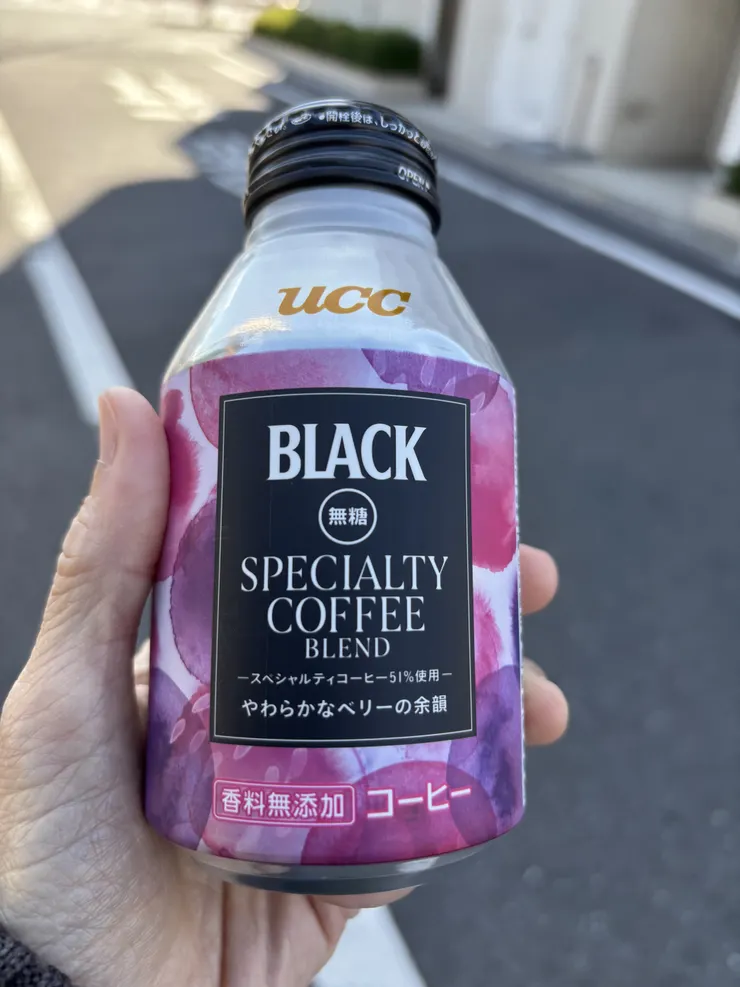 ●開栓後は、しっかりと
OPEN
ucc
BLACK
無糖
SPECIALTY
COFFEE
BLEND
−スペシャルティコーヒー51%使用−
やわらかなベリーの余韻
香料無添加 コーヒー